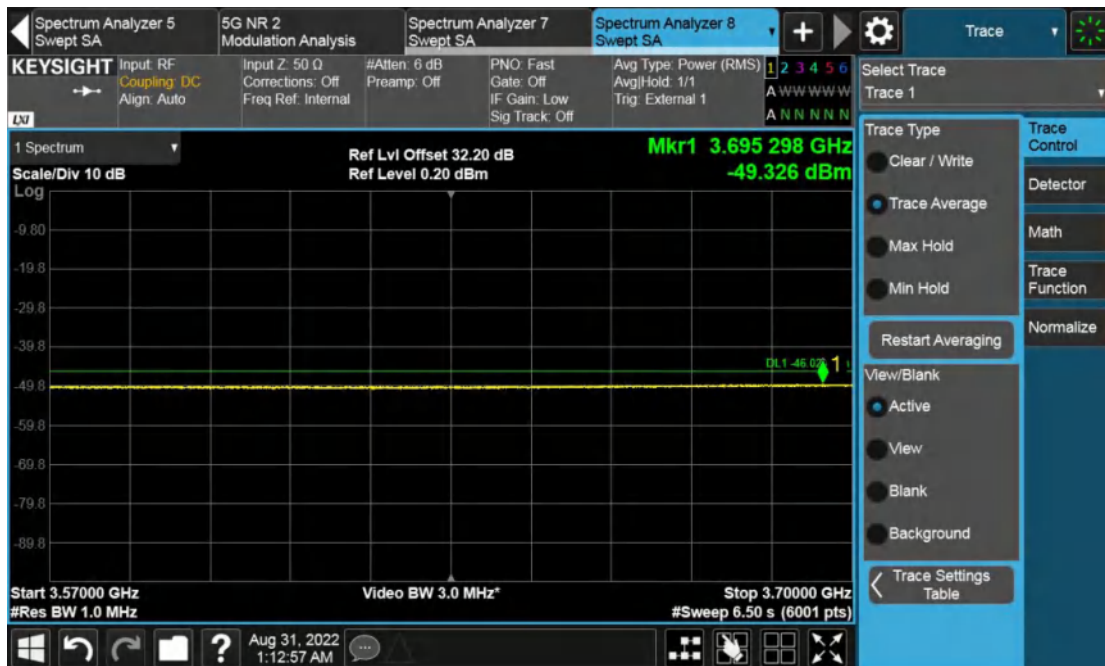 Spectrum Analyzer 5
Swept SA
5G NR 2
Modulation Analysis
Spectrum Analyzer 7
Swept SA
Spectrum Analyzer 8
Swept SA
Trace
KEYSIGHT
Input: RF
Coupling: DC
Align: Auto
Input Z: 50 Ω
Corrections: Off
Freq Ref: Internal
#Atten: 6 dB
Preamp: Off
PNO: Fast
Gate: Off
IF Gain: Low
Sig Track: Off
Avg Type: Power (RMS)
Avg|Hold: 1/1
Trig: External 1
1 2 3 4 5 6
A W W W W W
A N N N N N
LXI
Select Trace
Trace 1
1 Spectrum
Scale/Div 10 dB
Log
Ref Lvl Offset 32.20 dB
Ref Level 0.20 dBm
Mkr1 3.695 298 GHz
-49.326 dBm
-9.80
-19.8
-29.8
-39.8
-49.8
-59.8
-69.8
-79.8
-89.8
1
Start 3.57000 GHz
#Res BW 1.0 MHz
Video BW 3.0 MHz*
Stop 3.70000 GHz
#Sweep 6.50 s (6001 pts)
Trace Type
Clear / Write
Trace Average
Max Hold
Min Hold
Restart Averaging
View/Blank
Active
View
Blank
Background
Trace Settings
Table
Trace
Control
Detector
Math
Trace
Function
Normalize
?
Aug 31, 2022
1:12:57 AM